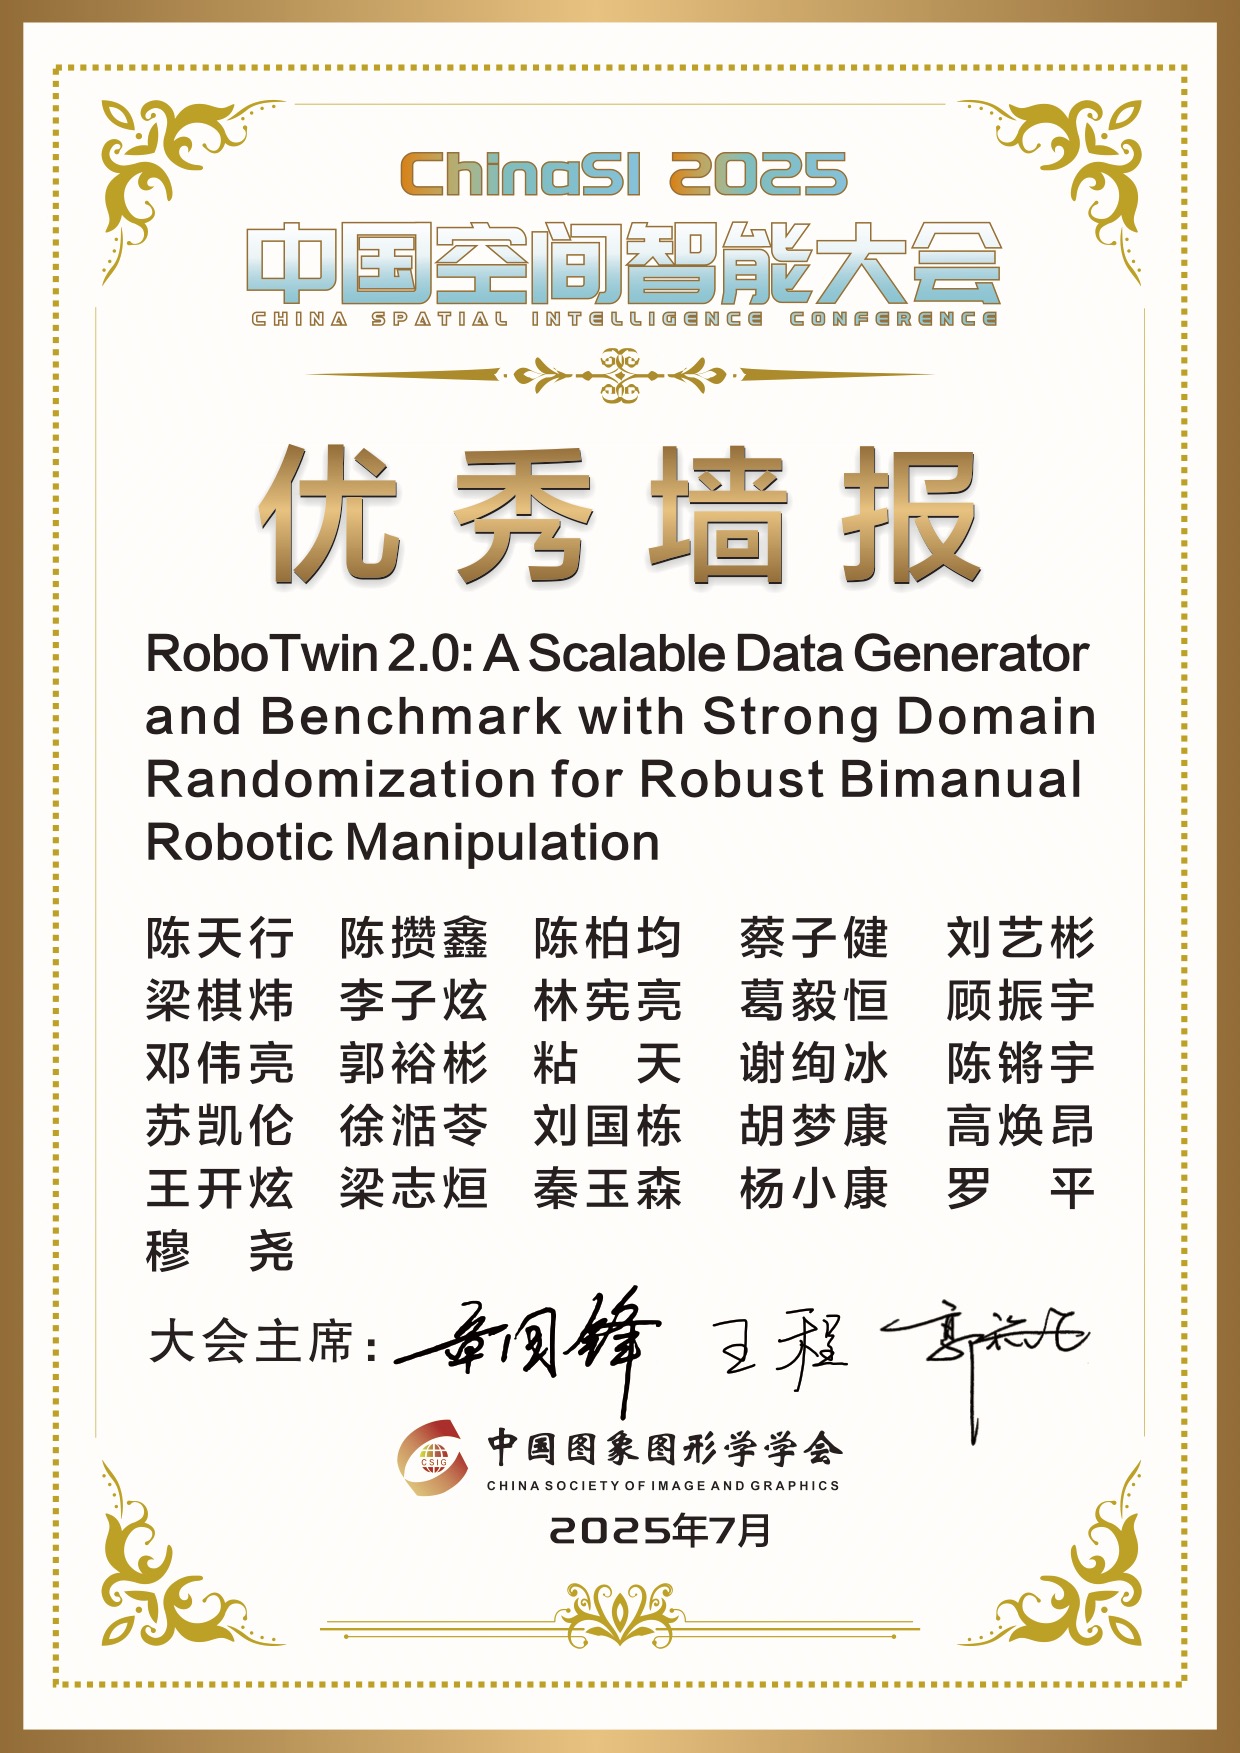 ChinaSI 2025
中国空间智能大会
CHINA SPATIAL INTELLIGENCE CONFERENCE
优秀墙报
RoboTwin 2.0: A Scalable Data Generator
and Benchmark with Strong Domain
Randomization for Robust Bimanual
Robotic Manipulation
陈天行 陈攒鑫 陈柏均 蔡子健 刘艺彬
梁棋炜 李子炫 林宪亮 葛毅恒 顾振宇
邓伟亮 郭裕彬 粘 天 谢绚冰 陈锵宇
苏凯伦 徐湉苓 刘国栋 胡梦康 高焕昂
王开炫 梁志烜 秦玉森 杨小康 罗 平
穆 尧
大会主席： 章国锋 王程
CSIG
中国图象图形学学会
CHINA SOCIETY OF IMAGE AND GRAPHICS
2025年7月